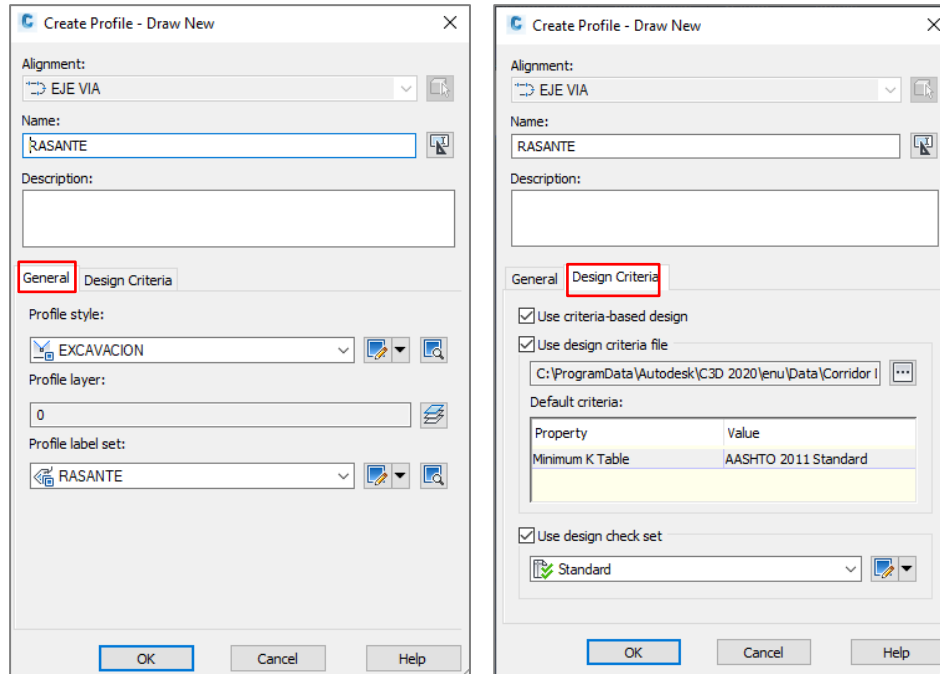 Create Profile - Draw New
Alignment:
EJE VIA
Name:
RASANTE
Description:
General
Design Criteria
Profile style:
EXCAVACION
Profile layer:
0
Profile label set:
RASANTE
OK
Cancel
Help
Create Profile - Draw New
Alignment:
EJE VIA
Name:
RASANTE
Description:
General
Design Criteria
Use criteria-based design
Use design criteria file
C:\ProgramData\Autodesk\C3D 2020\enu\Data\Corridor
Default criteria:
Property Value
Minimum K Table AASHTO 2011 Standard
Use design check set
Standard
OK
Cancel
Help